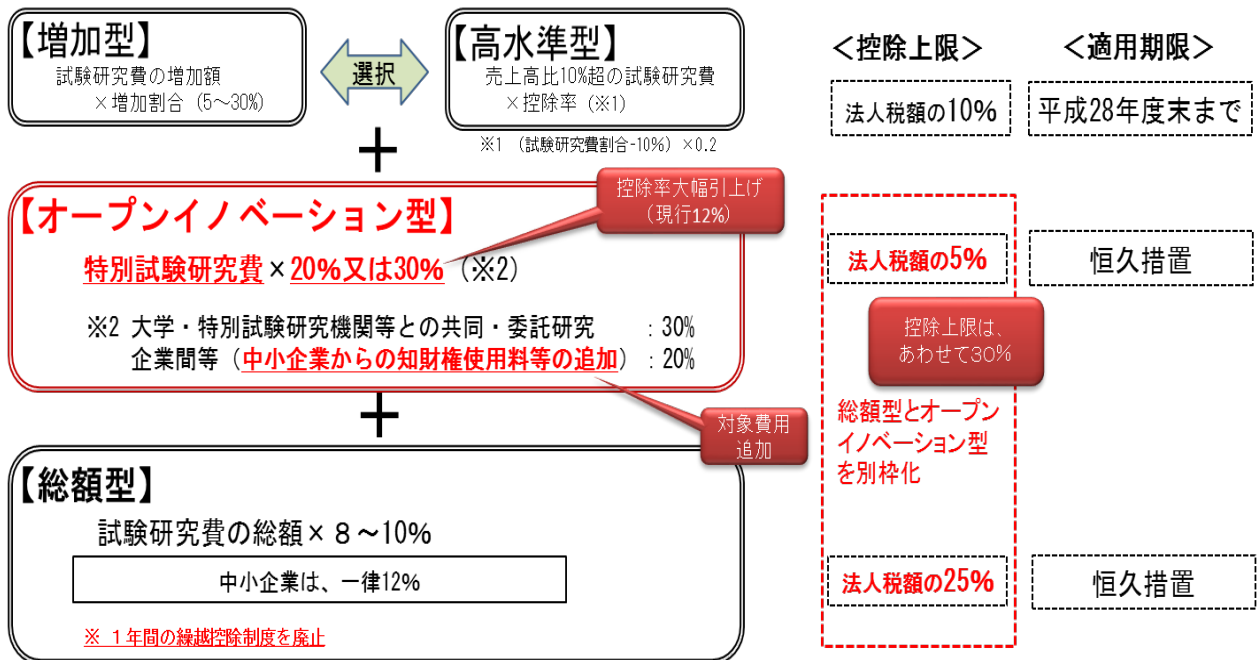 【増加型】
試験研究費の増加額
×増加割合（5～30％）
選択
【高水準型】
売上高比10％超の試験研究費
×控除率（※1）
※1 （試験研究費割合-10％）×0.2
＜控除上限＞
＜適用期限＞
法人税額の10％
平成28年度末まで
＋
控除率大幅引上げ
（現行12％）
【オープンイノベーション型】
特別試験研究費×20％又は30％（※2）
※2 大学・特別試験研究機関等との共同・委託研究 ：30％
企業間等（中小企業からの知財権使用料等の追加）：20％
法人税額の5％
恒久措置
控除上限は、
あわせて30％
＋
対象費用
追加
総額型とオープン
イノベーション型
を別枠化
【総額型】
試験研究費の総額×８～10％
中小企業は、一律12％
※ １年間の繰越控除制度を廃止
法人税額の25％
恒久措置